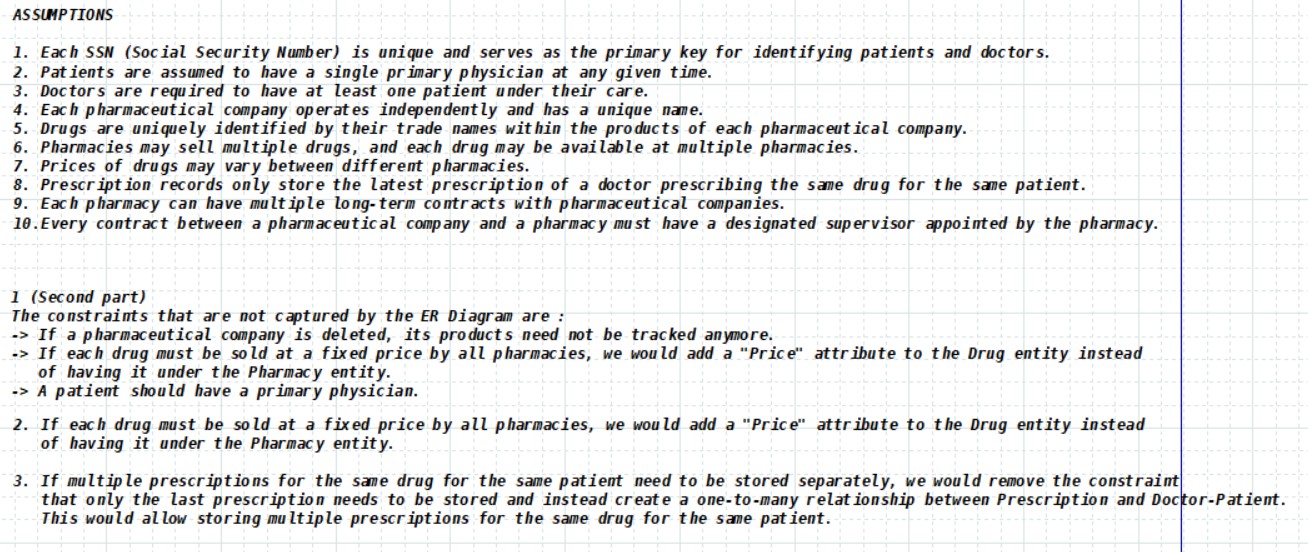 ASSUMPTIONS
1. Each SSN (Social Security Number) is unique and serves as the primary key for identifying patients and doctors.
2. Patients are assumed to have a single primary physician at any given time.
3. Doctors are required to have at least one patient under their care.
4. Each pharmaceutical company operates independently and has a unique name.
5. Drugs are uniquely identified by their trade names within the products of each pharmaceutical company.
6. Pharmacies may sell multiple drugs, and each drug may be available at multiple pharmacies.
7. Prices of drugs may vary between different pharmacies.
8. Prescription records only store the latest prescription of a doctor prescribing the same drug for the same patient.
9. Each pharmacy can have multiple long-term contracts with pharmaceutical companies.
10.Every contract between a pharmaceutical company and a pharmacy must have a designated supervisor appointed by the pharmacy.
1 (Second part)
The constraints that are not captured by the ER Diagram are :
-> If a pharmaceutical company is deleted, its products need not be tracked anymore.
-> If each drug must be sold at a fixed price by all pharmacies, we would add a "Price" attribute to the Drug entity instead
of having it under the Pharmacy entity.
-> A patient should have a primary physician.
2. If each drug must be sold at a fixed price by all pharmacies, we would add a "Price" attribute to the Drug entity instead
of having it under the Pharmacy entity.
3. If multiple prescriptions for the same drug for the same patient need to be stored separately, we would remove the constraint
that only the last prescription needs to be stored and instead create a one-to-many relationship between Prescription and Doctor-Patient.
This would allow storing multiple prescriptions for the same drug for the same patient.